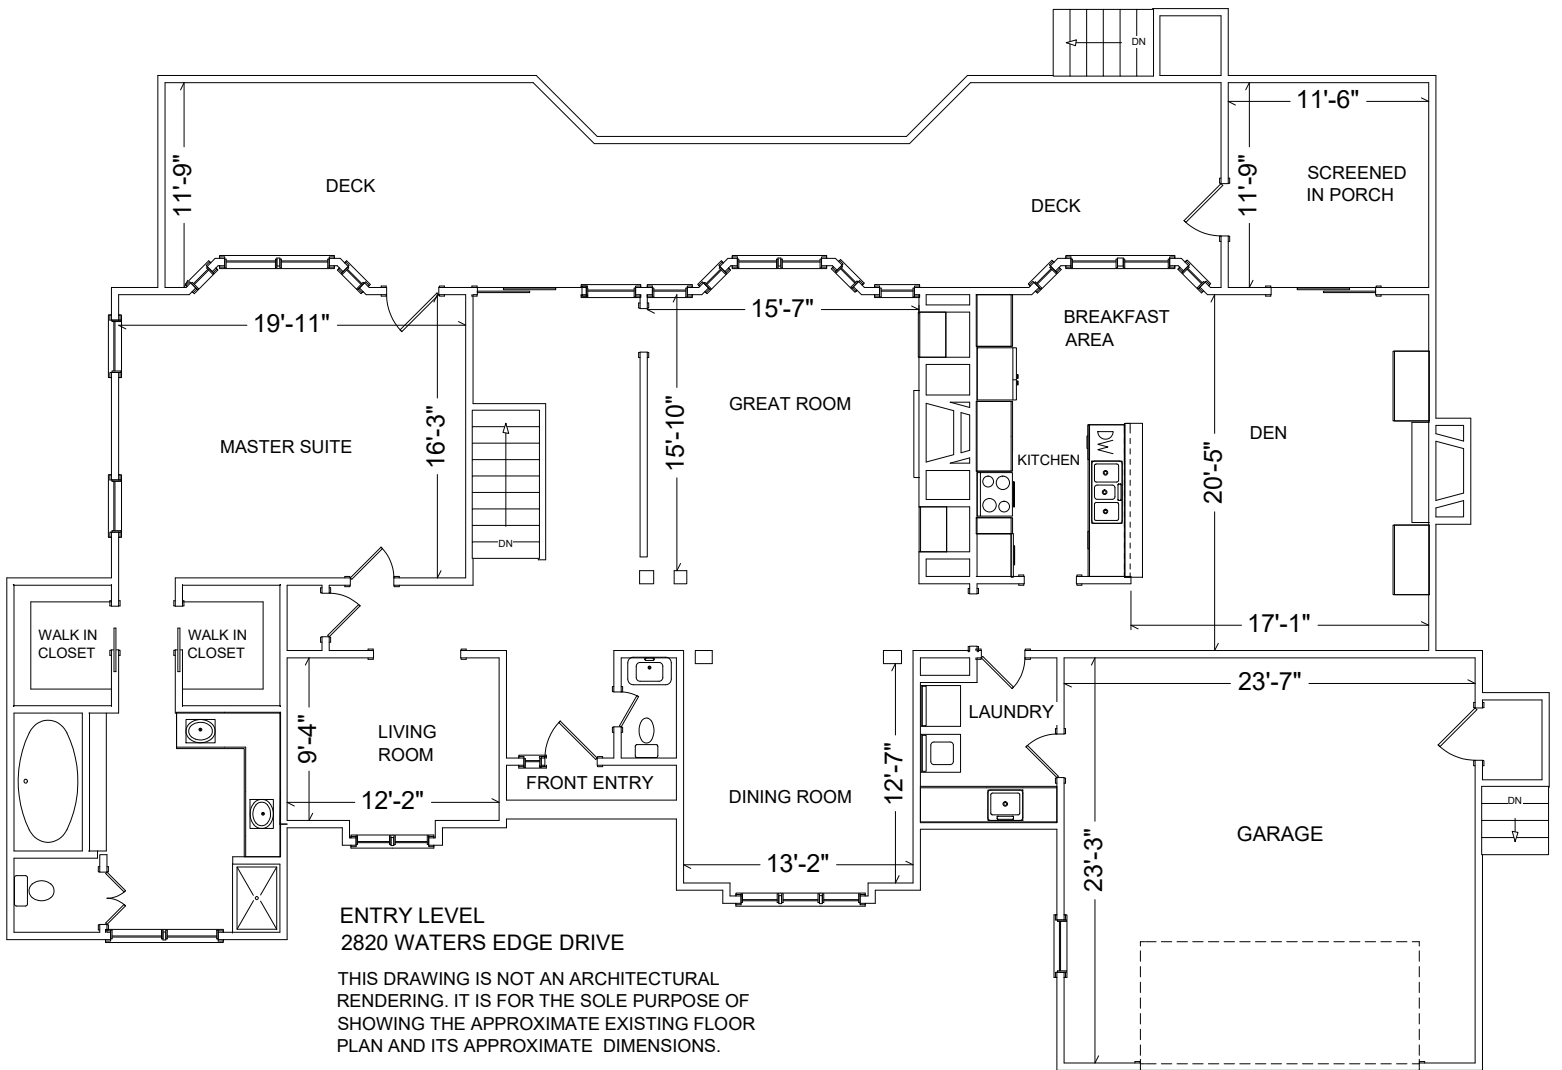 DN
11'-6"
11'-9"
DECK
11'-9"
SCREENED
IN PORCH
DECK
19'-11"
15'-7"
BREAKFAST
AREA
16'-3"
15'-10"
GREAT ROOM
MASTER SUITE
DW
KITCHEN
20'-5"
DEN
DN
WALK IN
CLOSET
WALK IN
CLOSET
17'-1"
23'-7"
9'-4"
LIVING
ROOM
LAUNDRY
FRONT ENTRY
12'-2"
DINING ROOM
12'-7"
DN
GARAGE
13'-2"
23'-3"
ENTRY LEVEL
2820 WATERS EDGE DRIVE
THIS DRAWING IS NOT AN ARCHITECTURAL
RENDERING. IT IS FOR THE SOLE PURPOSE OF
SHOWING THE APPROXIMATE EXISTING FLOOR
PLAN AND ITS APPROXIMATE DIMENSIONS.